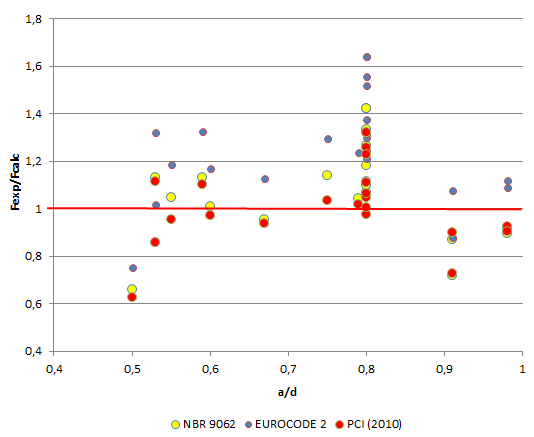 1,8
1,6
1,4
1,2
1
0,8
0,6
0,4
Fexp/Fcalc
0,4 0,5 0,6 0,7 0,8 0,9 1
a/d
NBR 9062 EUROCODE 2 PCI (2010)